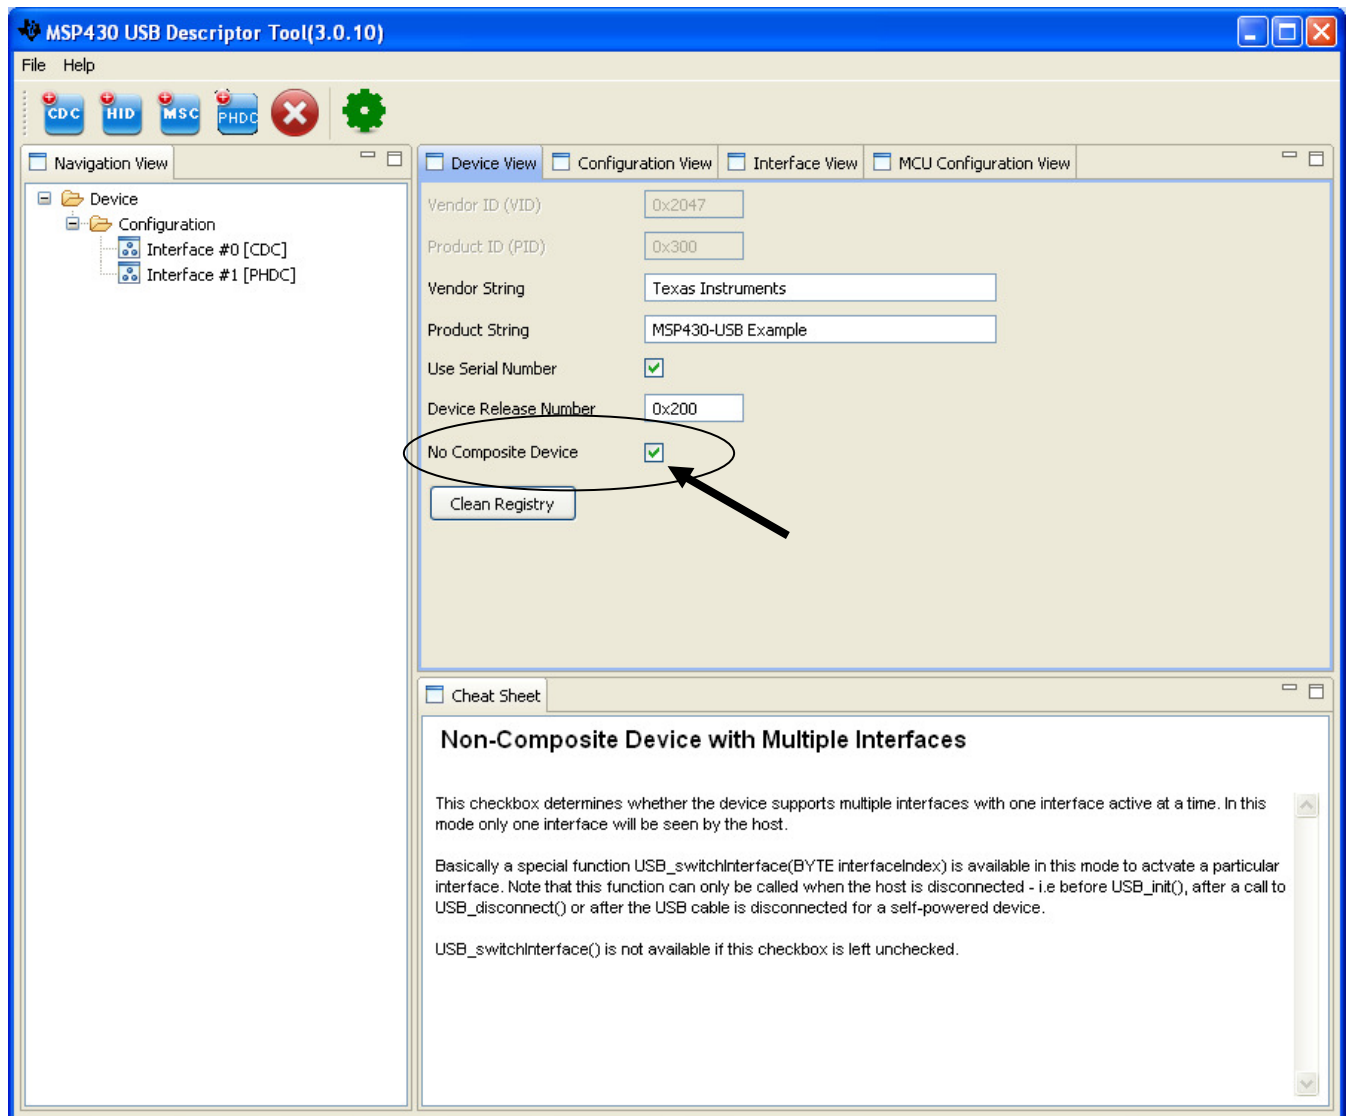 MSP430 USB Descriptor Tool(3.0.10)
File Help
CDC HID MSC PHDC
Navigation View
Device
Configuration
Interface #0 [CDC]
Interface #1 [PHDC]
Device View Configuration View Interface View MCU Configuration View
Vendor ID (VID) 0x2047
Product ID (PID) 0x300
Vendor String Texas Instruments
Product String MSP430-USB Example
Use Serial Number
Device Release Number 0x200
No Composite Device
Clean Registry
Cheat Sheet
Non-Composite Device with Multiple Interfaces
This checkbox determines whether the device supports multiple interfaces with one interface active at a time. In this
mode only one interface will be seen by the host.
Basically a special function USB_switchInterface(BYTE interfaceIndex) is available in this mode to actvate a particular
interface. Note that this function can only be called when the host is disconnected - i.e before USB_init(), after a call to
USB_disconnect() or after the USB cable is disconnected for a self-powered device.
USB_switchInterface() is not available if this checkbox is left unchecked.